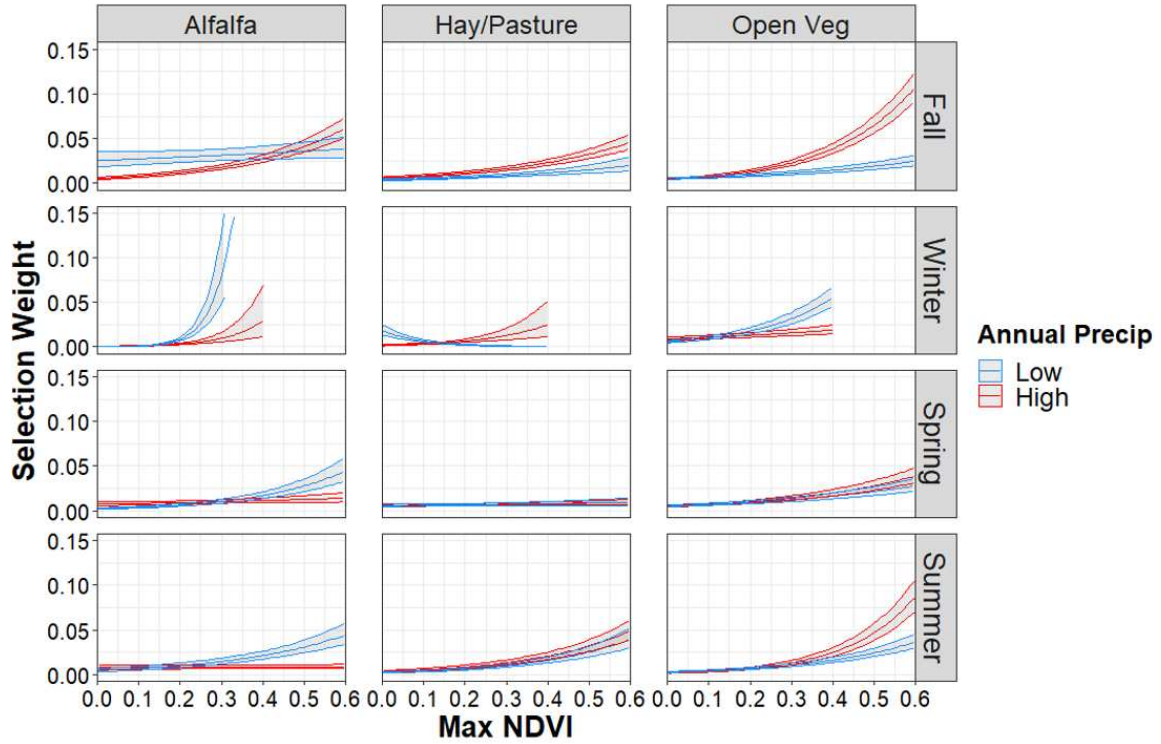 Alfalfa Hay/Pasture Open Veg
0.15
0.10
0.05
0.00
Fall
0.15
0.10
0.05
0.00
Winter
0.15
0.10
0.05
0.00
Spring
0.15
0.10
0.05
0.00
Summer
Selection Weight
0.0 0.1 0.2 0.3 0.4 0.5 0.6 0.0 0.1 0.2 0.3 0.4 0.5 0.6 0.0 0.1 0.2 0.3 0.4 0.5 0.6
Max NDVI
Annual Precip
Low
High